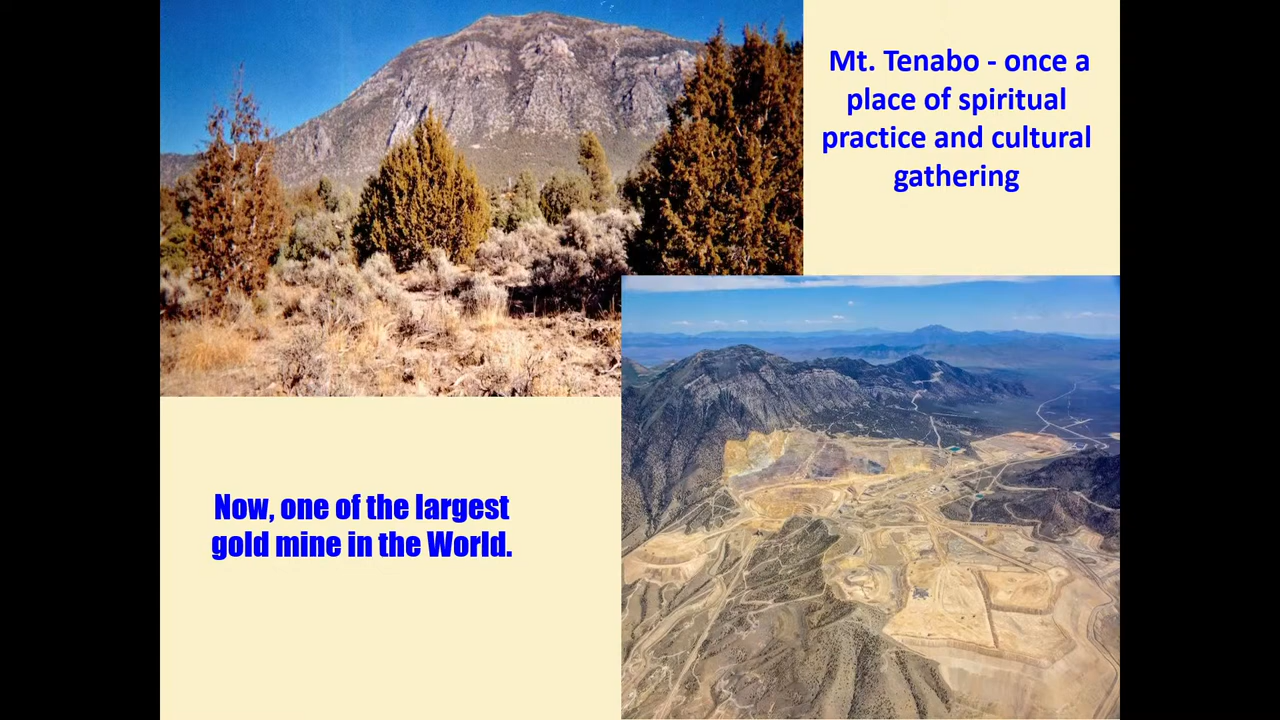 Mt. Tenabo - once a
place of spiritual
practice and cultural
gathering
Now, one of the largest
gold mine in the World.